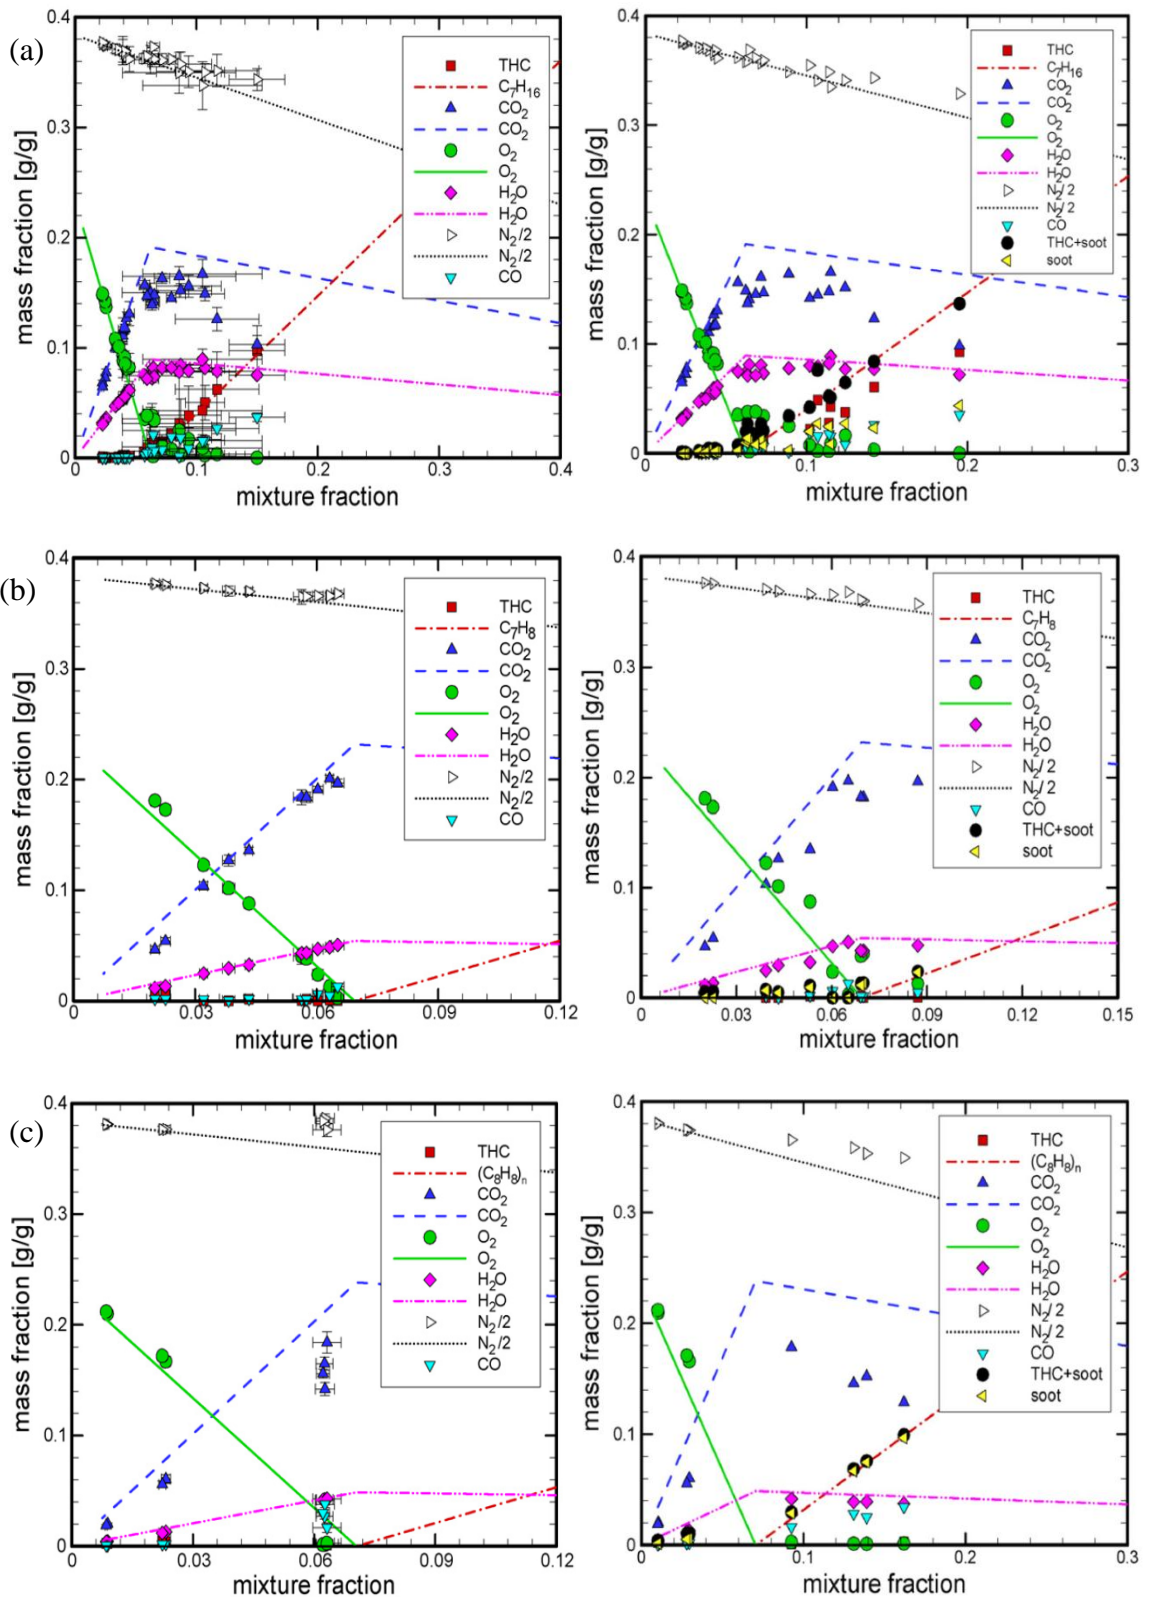 (a)
0.4
0.3
0.2
0.1
0
mass fraction [g/g]
0
0.1
0.2
0.3
0.4
mixture fraction
THC
C7H16
CO2
CO2
O2
O2
H2O
H2O
N2/2
N2/2
CO
0.4
0.3
0.2
0.1
0
mass fraction [g/g]
0
0.1
0.2
0.3
mixture fraction
THC
C7H16
CO2
CO2
O2
O2
H2O
H2O
N2/2
N2/2
CO
THC+soot
soot
(b)
0.4
0.3
0.2
0.1
0
mass fraction [g/g]
0
0.03
0.06
0.09
0.12
mixture fraction
THC
C7H8
CO2
CO2
O2
O2
H2O
H2O
N2/2
N2/2
CO
0.4
0.3
0.2
0.1
0
mass fraction [g/g]
0
0.03
0.06
0.09
0.12
0.15
mixture fraction
THC
C7H8
CO2
CO2
O2
O2
H2O
H2O
N2/2
N2/2
CO
THC+soot
soot
(c)
0.4
0.3
0.2
0.1
0
mass fraction [g/g]
0
0.03
0.06
0.09
0.12
mixture fraction
THC
(C8H8)n
CO2
CO2
O2
O2
H2O
H2O
N2/2
N2/2
CO
0.4
0.3
0.2
0.1
0
mass fraction [g/g]
0
0.1
0.2
0.3
mixture fraction
THC
(C8H8)n
CO2
CO2
O2
O2
H2O
H2O
N2/2
N2/2
CO
THC+soot
soot